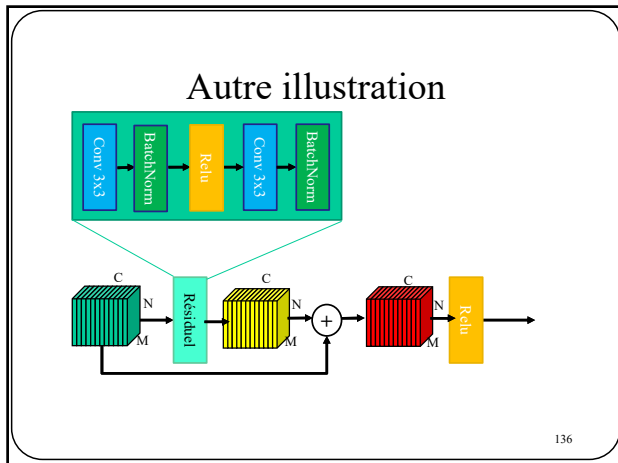 Autre illustration
Conv 3x3
BatchNorm
Relu
Conv 3x3
BatchNorm
C
N
M
Résiduel
C
N
M
+
C
N
M
Relu
136